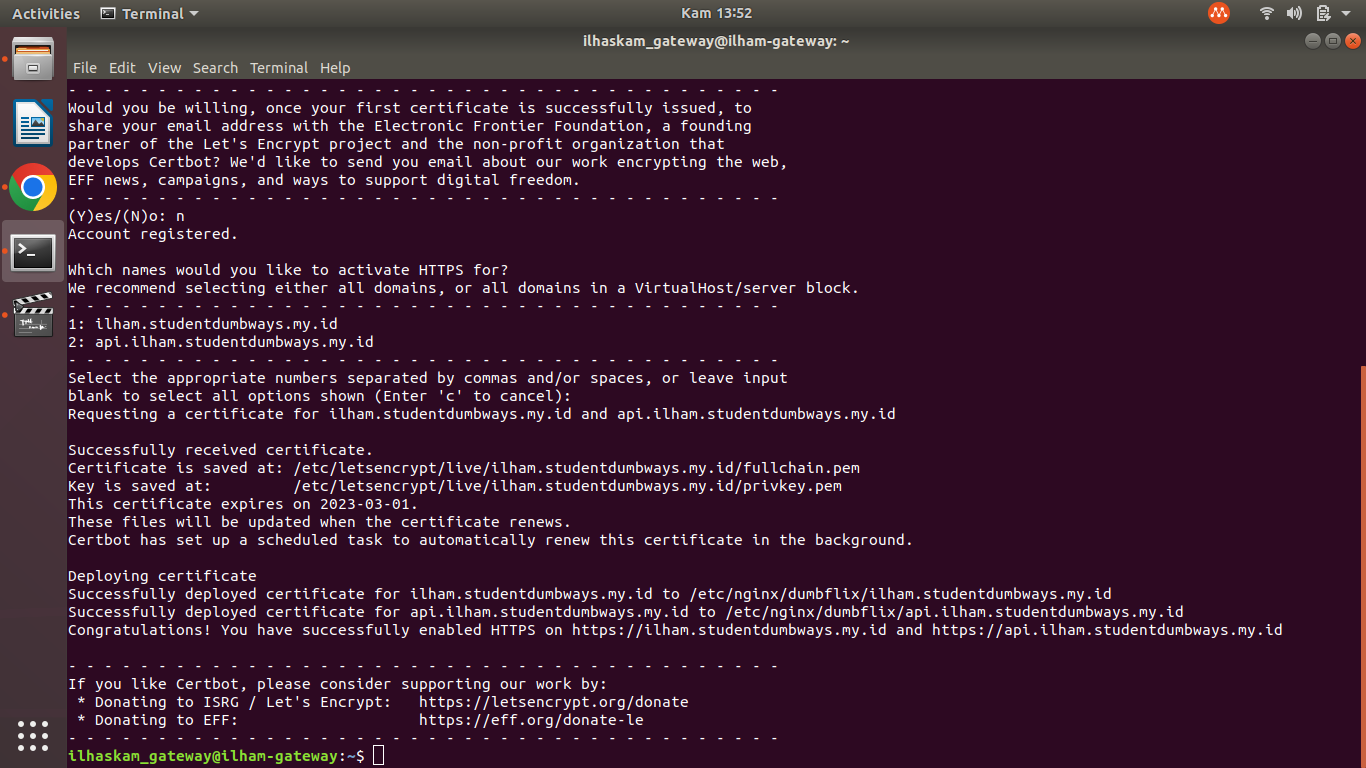 Activities
Terminal
Kam 13:52
ilhaskam_gateway@ilham-gateway: ~
File Edit View Search Terminal Help
- - - - - - - - - - - - - - - - - - - - - - - - - - - - - - - - - - - - - - - -
Would you be willing, once your first certificate is successfully issued, to
share your email address with the Electronic Frontier Foundation, a founding
partner of the Let's Encrypt project and the non-profit organization that
develops Certbot? We'd like to send you email about our work encrypting the web,
EFF news, campaigns, and ways to support digital freedom.
- - - - - - - - - - - - - - - - - - - - - - - - - - - - - - - - - - - - - - - -
(Y)es/(N)o: n
Account registered.
Which names would you like to activate HTTPS for?
We recommend selecting either all domains, or all domains in a VirtualHost/server block.
- - - - - - - - - - - - - - - - - - - - - - - - - - - - - - - - - - - - - - - -
1: ilham.studentdumbways.my.id
2: api.ilham.studentdumbways.my.id
- - - - - - - - - - - - - - - - - - - - - - - - - - - - - - - - - - - - - - - -
Select the appropriate numbers separated by commas and/or spaces, or leave input
blank to select all options shown (Enter 'c' to cancel):
Requesting a certificate for ilham.studentdumbways.my.id and api.ilham.studentdumbways.my.id
Successfully received certificate.
Certificate is saved at: /etc/letsencrypt/live/ilham.studentdumbways.my.id/fullchain.pem
Key is saved at:         /etc/letsencrypt/live/ilham.studentdumbways.my.id/privkey.pem
This certificate expires on 2023-03-01.
These files will be updated when the certificate renews.
Certbot has set up a scheduled task to automatically renew this certificate in the background.
Deploying certificate
Successfully deployed certificate for ilham.studentdumbways.my.id to /etc/nginx/dumbflix/ilham.studentdumbways.my.id
Successfully deployed certificate for api.ilham.studentdumbways.my.id to /etc/nginx/dumbflix/api.ilham.studentdumbways.my.id
Congratulations! You have successfully enabled HTTPS on https://ilham.studentdumbways.my.id and https://api.ilham.studentdumbways.my.id
- - - - - - - - - - - - - - - - - - - - - - - - - - - - - - - - - - - - - - - -
If you like Certbot, please consider supporting our work by:
 * Donating to ISRG / Let's Encrypt:   https://letsencrypt.org/donate
 * Donating to EFF:                    https://eff.org/donate-le
- - - - - - - - - - - - - - - - - - - - - - - - - - - - - - - - - - - - - - - -
ilhaskam_gateway@ilham-gateway:~$